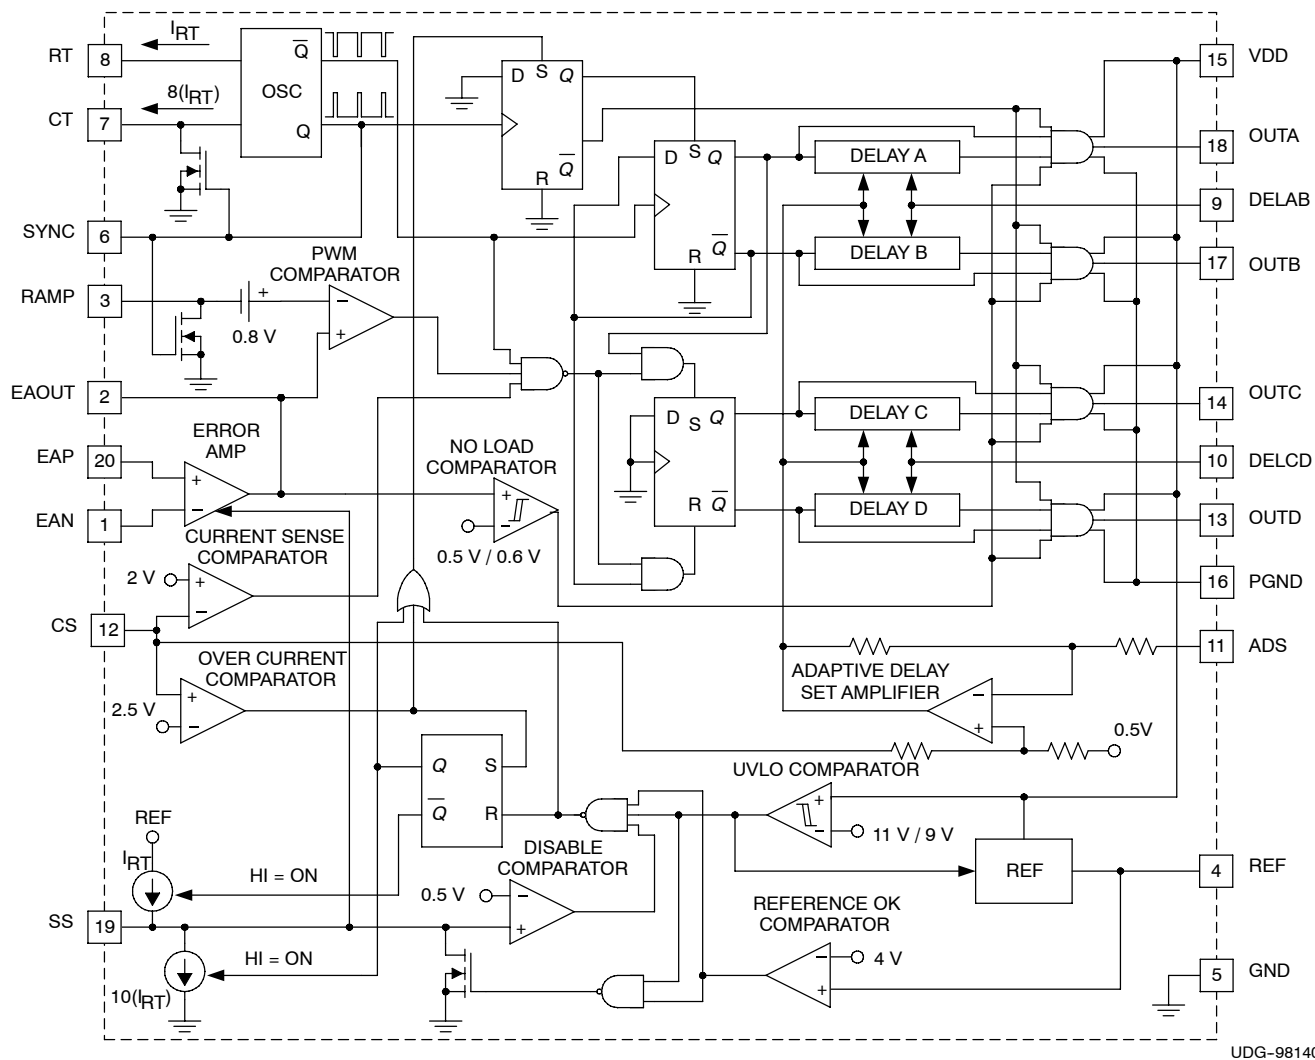 RT
8
I_RT
CT
7
8(I_RT)
OSC
Q̅
Q
D S Q
Q̅
R
D S Q
Q̅
R
DELAY A
DELAY B
15
VDD
18
OUTA
9
DELAB
17
OUTB
SYNC
6
RAMP
3
+
0.8 V
PWM
COMPARATOR
−
+
EAOUT
2
ERROR
AMP
EAP
20
+
EAN
1
−
NO LOAD
COMPARATOR
+
−
0.5 V / 0.6 V
D S Q
R Q̅
DELAY C
DELAY D
14
OUTC
10
DELCD
13
OUTD
16
PGND
CURRENT SENSE
COMPARATOR
2 V
+
−
CS
12
OVER CURRENT
COMPARATOR
+
2.5 V
−
11
ADS
ADAPTIVE DELAY
SET AMPLIFIER
−
+
0.5V
Q S
Q̅ R
UVLO COMPARATOR
+
−
11 V / 9 V
REF
I_RT
HI = ON
DISABLE
COMPARATOR
0.5 V
−
+
REF
4
REF
SS
19
HI = ON
10(I_RT)
REFERENCE OK
COMPARATOR
−
4 V
+
5
GND
UDG−98140